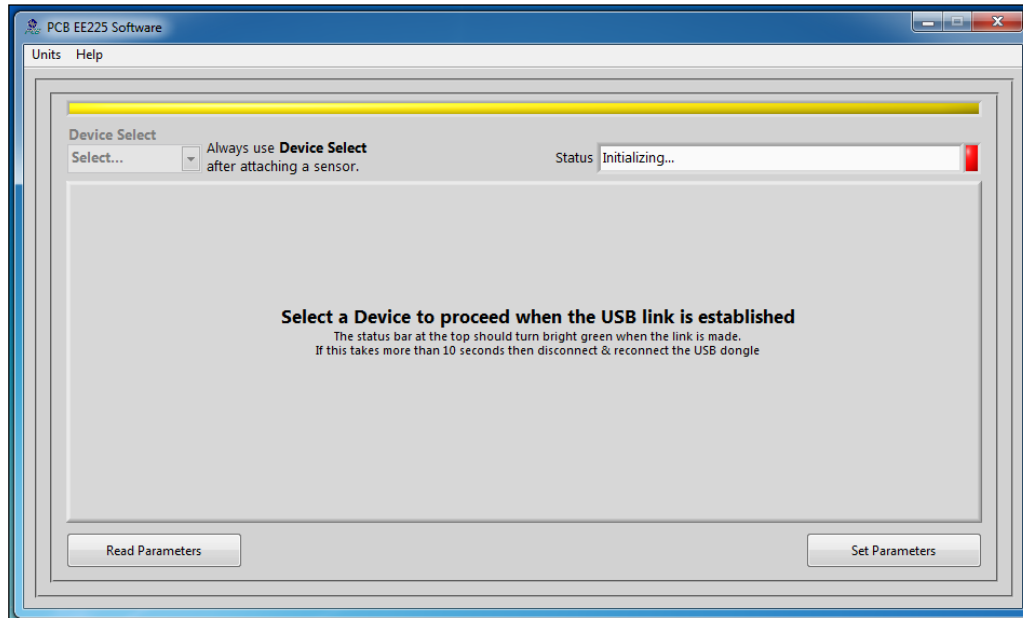 PCB EE225 Software
Units Help
Device Select
Select...
Always use Device Select
after attaching a sensor.
Status Initializing...
Select a Device to proceed when the USB link is established
The status bar at the top should turn bright green when the link is made.
If this takes more than 10 seconds then disconnect & reconnect the USB dongle
Read Parameters
Set Parameters